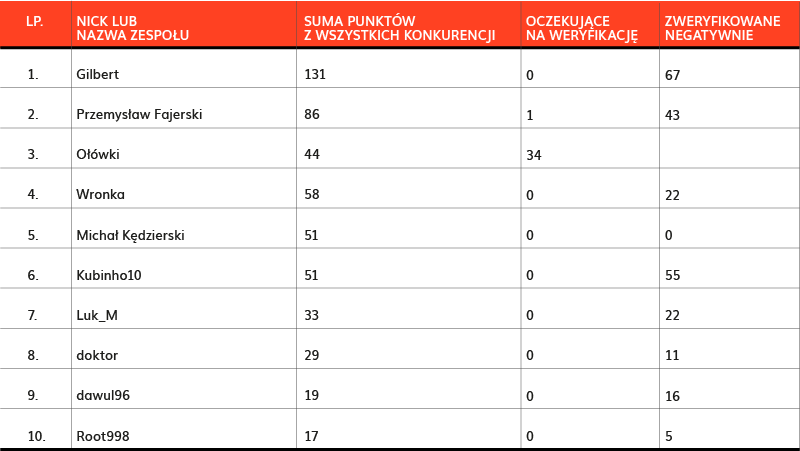 LP. NICK LUB NAZWA ZESPOŁU SUMA PUNKTÓW Z WSZYSTKICH KONKURENCJI OCZEKUJĄCE NA WERYFIKACJĘ ZWERYFIKOWANE NEGATYWNIE
1. Gilbert 131 0 67
2. Przemysław Fajerski 86 1 43
3. Ołówki 44 34
4. Wronka 58 0 22
5. Michał Kędzierski 51 0 0
6. Kubinho10 51 0 55
7. Luk_M 33 0 22
8. doktor 29 0 11
9. dawul96 19 0 16
10. Root998 17 0 5